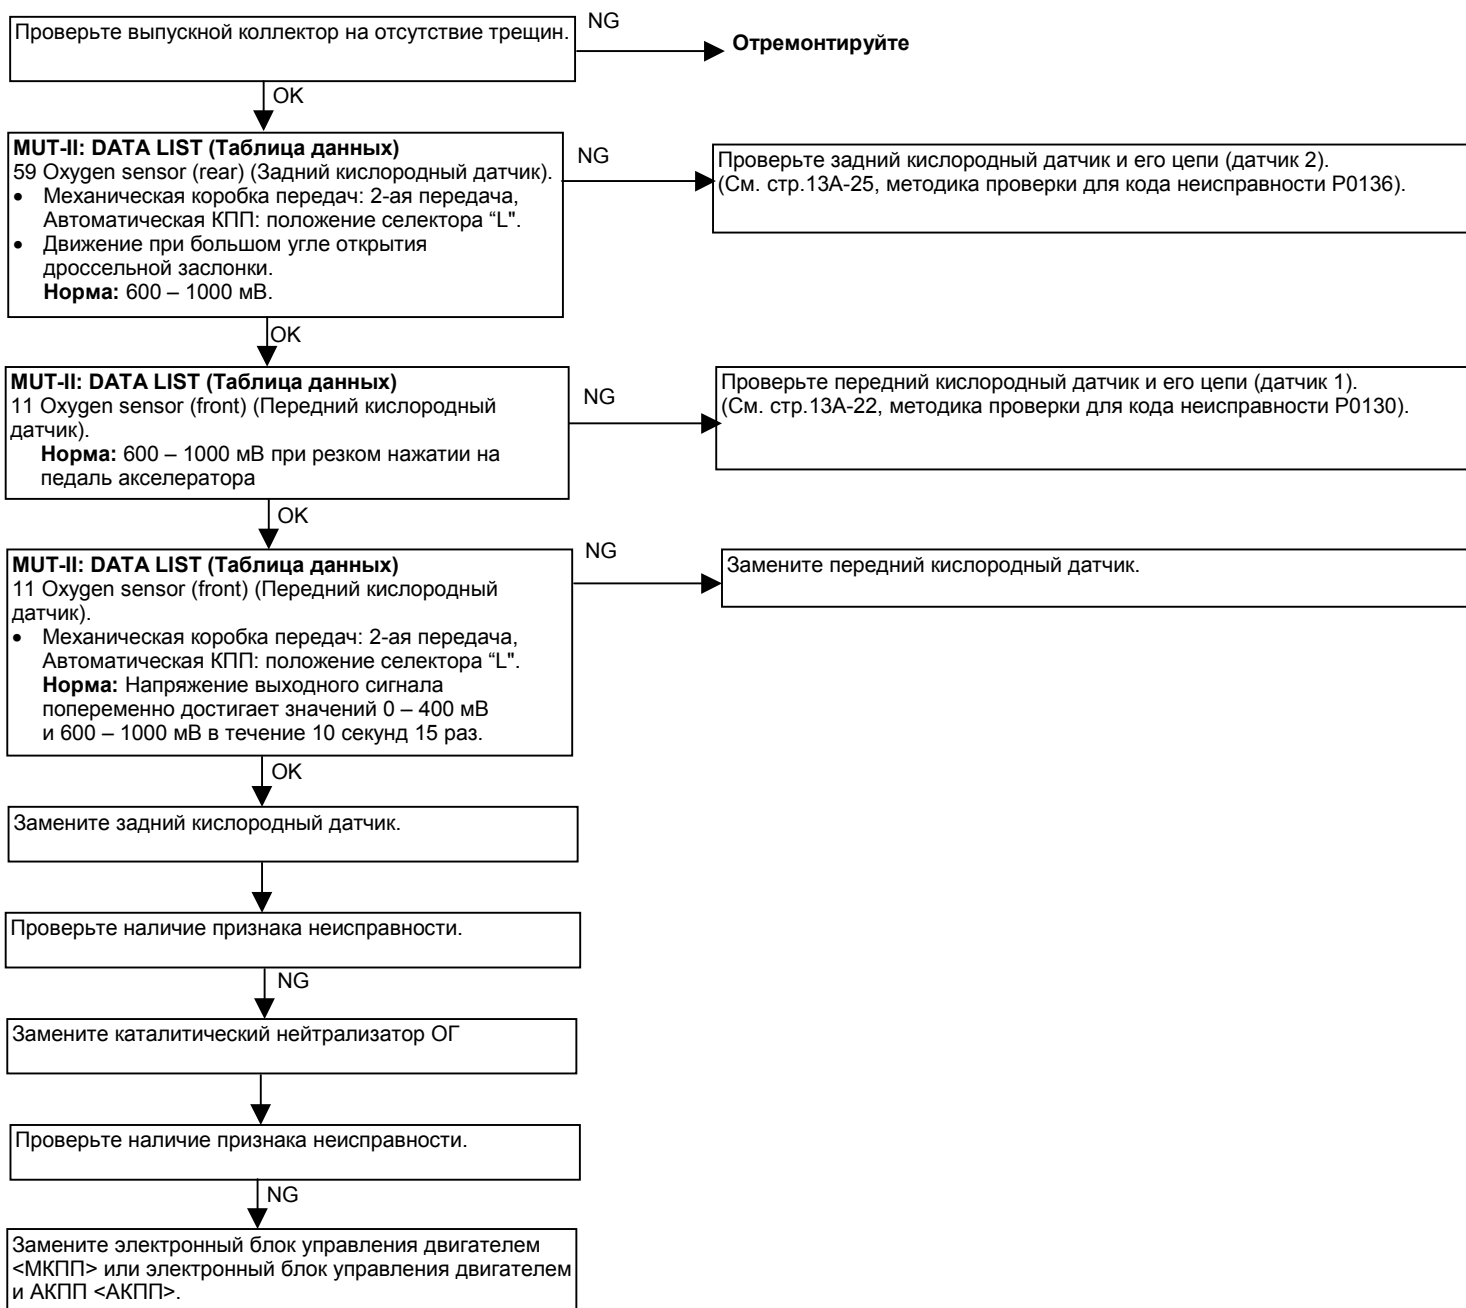 Проверьте выпускной коллектор на отсутствие трещин.
NG
Отремонтируйте
OK
MUT-II: DATA LIST (Таблица данных)
59 Oxygen sensor (rear) (Задний кислородный датчик).
• Механическая коробка передач: 2-ая передача,
Автоматическая КПП: положение селектора “L".
• Движение при большом угле открытия
дроссельной заслонки.
Норма: 600 – 1000 мВ.
NG
Проверьте задний кислородный датчик и его цепи (датчик 2).
(См. стр.13А-25, методика проверки для кода неисправности Р0136).
OK
MUT-II: DATA LIST (Таблица данных)
11 Oxygen sensor (front) (Передний кислородный
датчик).
Норма: 600 – 1000 мВ при резком нажатии на
педаль акселератора
NG
Проверьте передний кислородный датчик и его цепи (датчик 1).
(См. стр.13А-22, методика проверки для кода неисправности Р0130).
OK
MUT-II: DATA LIST (Таблица данных)
11 Oxygen sensor (front) (Передний кислородный
датчик).
• Механическая коробка передач: 2-ая передача,
Автоматическая КПП: положение селектора “L".
Норма: Напряжение выходного сигнала
попеременно достигает значений 0 – 400 мВ
и 600 – 1000 мВ в течение 10 секунд 15 раз.
NG
Замените передний кислородный датчик.
OK
Замените задний кислородный датчик.
Проверьте наличие признака неисправности.
NG
Замените каталитический нейтрализатор ОГ
Проверьте наличие признака неисправности.
NG
Замените электронный блок управления двигателем
<МКПП> или электронный блок управления двигателем
и АКПП <АКПП>.